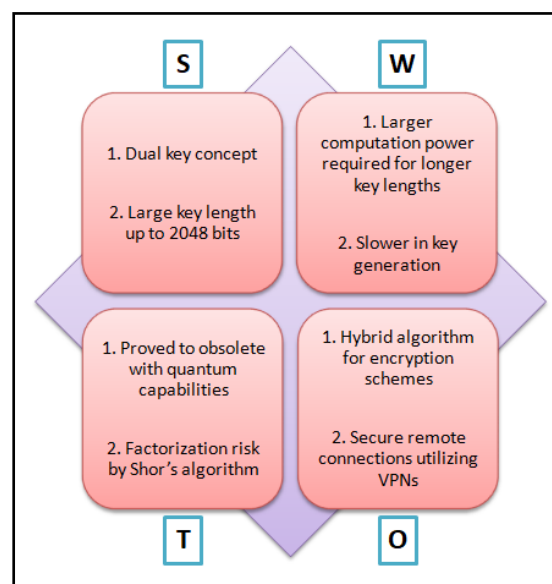 S
W
1. Dual key concept
2. Large key length
up to 2048 bits
1. Larger
computation power
required for longer
key lengths
2. Slower in key
generation
1. Proved to obsolete
with quantum
capabilities
2. Factorization risk
by Shor's algorithm
1. Hybrid algorithm
for encryption
schemes
2. Secure remote
connections utilizing
VPNs
T
O